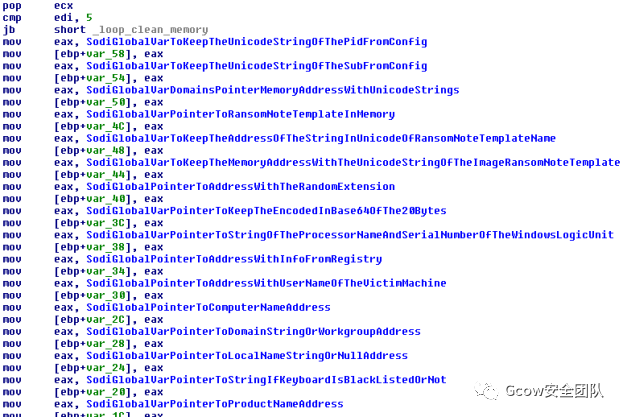 pop ecx
cmp edi, 5
jb short _loop_clean_memory
mov eax, SodiGlobalVarToKeepTheUnicodeStringOfThePidFromConfig
mov [ebp+var_58], eax
mov eax, SodiGlobalVarToKeepTheUnicodeStringOfTheSubFromConfig
mov [ebp+var_54], eax
mov eax, SodiGlobalVarDomainsPointerMemoryAddressWithUnicodeStrings
mov [ebp+var_50], eax
mov eax, SodiGlobalVarPointerToRansomNoteTemplateInMemory
mov [ebp+var_4C], eax
mov eax, SodiGlobalVarToKeepTheAddressOfTheStringInUnicodeOfRansomNoteTemplateName
mov [ebp+var_48], eax
mov eax, SodiGlobalVarToKeepTheMemoryAddressWithTheUnicodeStringOfTheImageRansomNoteTemplate
mov [ebp+var_44], eax
mov eax, SodiGlobalPointerToAddressWithTheRandomExtension
mov [ebp+var_40], eax
mov eax, SodiGlobalVarPointerToKeepTheEncodedInBase64OfThe20Bytes
mov [ebp+var_3C], eax
mov eax, SodiGlobalVarPointerToStringOfTheProcessorNameAndSerialNumberOfTheWindowsLogicUnit
mov [ebp+var_38], eax
mov eax, SodiGlobalPointerToAddressWithInfoFromRegistry
mov [ebp+var_34], eax
mov eax, SodiGlobalPointerToAddressWithUserNameOfTheVictimMachine
mov [ebp+var_30], eax
mov eax, SodiGlobalPointerToComputerNameAddress
mov [ebp+var_2C], eax
mov eax, SodiGlobalVarPointerToDomainStringOrWorkgroupAddress
mov [ebp+var_28], eax
mov eax, SodiGlobalVarPointerToLocalNameStringOrNullAddress
mov [ebp+var_24], eax
mov eax, SodiGlobalVarPointerToStringIfKeyboardIsBlackListedOrNot
mov [ebp+var_20], eax
mov eax, SodiGlobalVarPointerToProductNameAddress
mov [ebp+var_1C], eax
Gcow安全团队